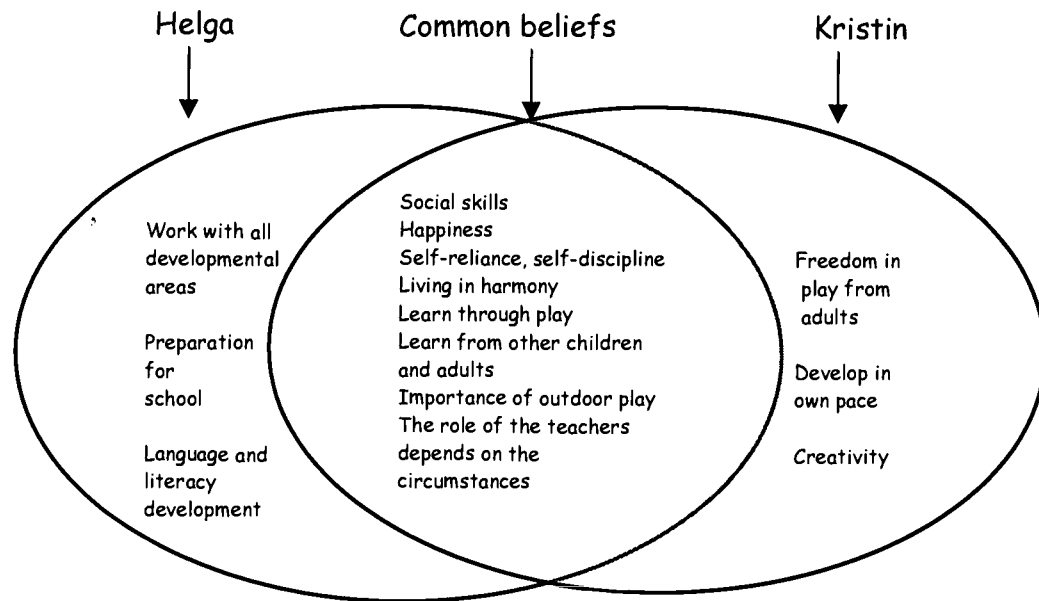 Helga
Common beliefs
Kristin
Work with all
developmental
areas
Preparation
for
school
Language and
literacy
development
Social skills
Happiness
Self-reliance, self-discipline
Living in harmony
Learn through play
Learn from other children
and adults
Importance of outdoor play
The role of the teachers
depends on the
circumstances
Freedom in
play from
adults
Develop in
own pace
Creativity